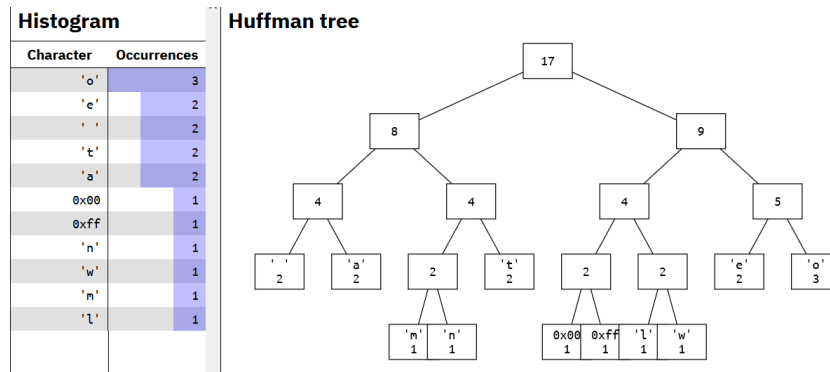 Histogram
Character Occurrences
'o' 3
'e' 2
' ' 2
't' 2
'a' 2
0x00 1
0xff 1
'n' 1
'w' 1
'm' 1
'l' 1
Huffman tree
17
8 9
4 4 4 5
' ' 'a' 2 't' 2 2 'e' 'o'
2 2 2 2 3
'm' 'n' 0x00 0xff 'l' 'w'
1 1 1 1 1 1